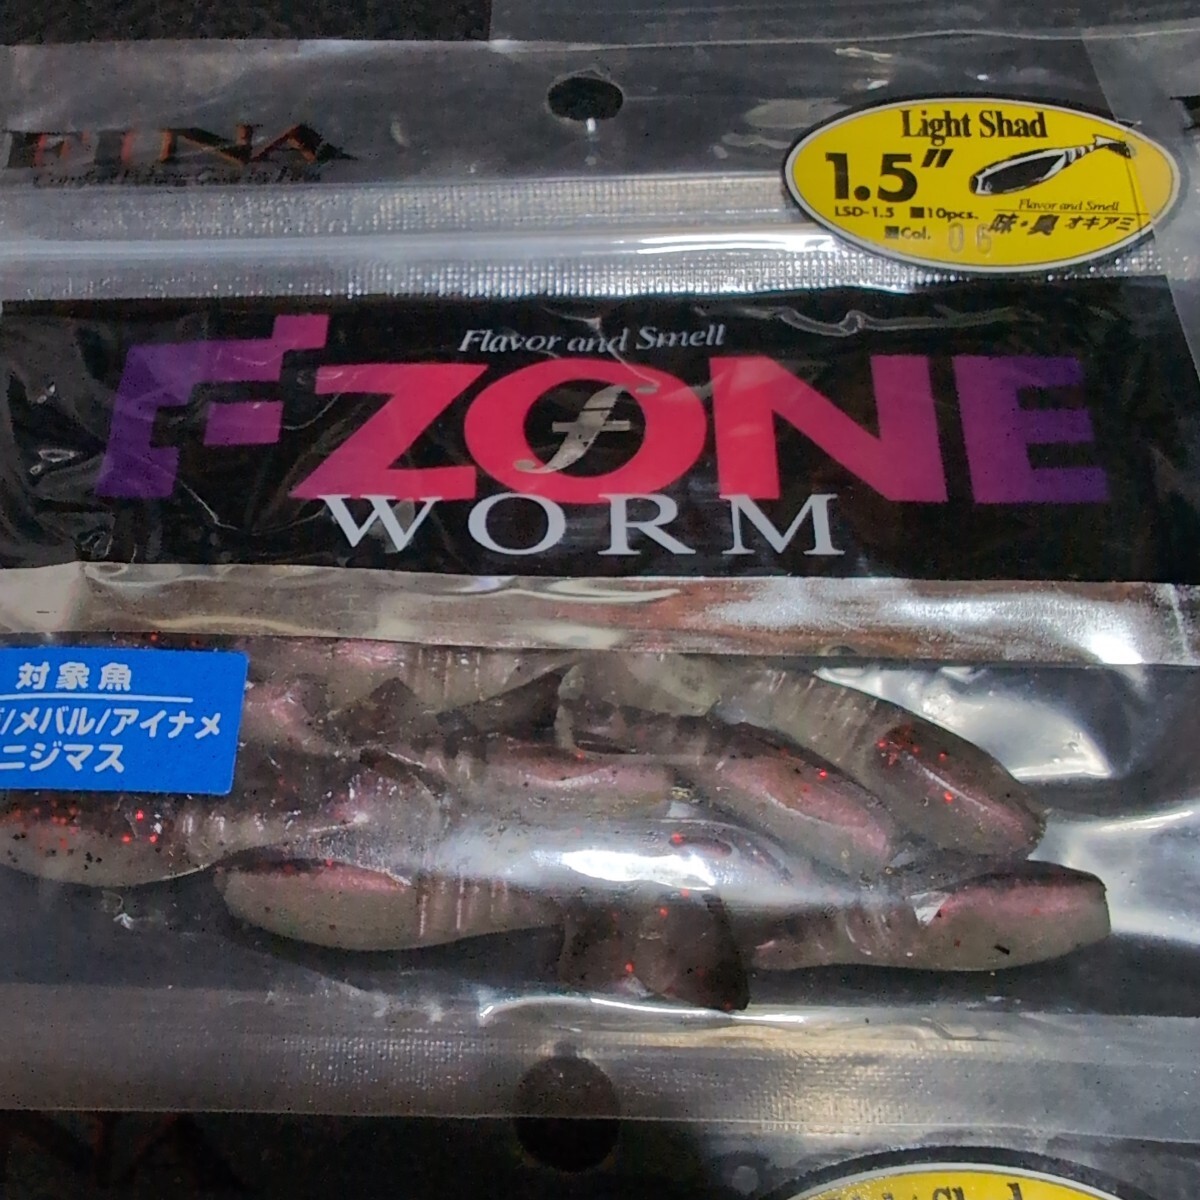 FINA
Light Shad
1.5"
LSD-1.5 ■10pcs.
■Col. 06
Flavor and Smell
味・臭 オキアミ
Flavor and Smell
F-ZONE
f
WORM
対象魚
/メバル/アイナメ
ニジマス